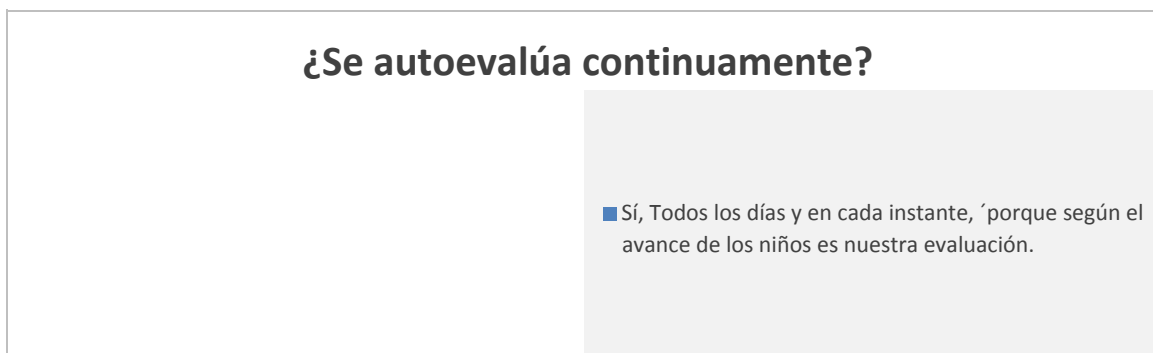 ¿Se autoevalúa continuamente?
Sí, Todos los días y en cada instante, ´porque según el
avance de los niños es nuestra evaluación.